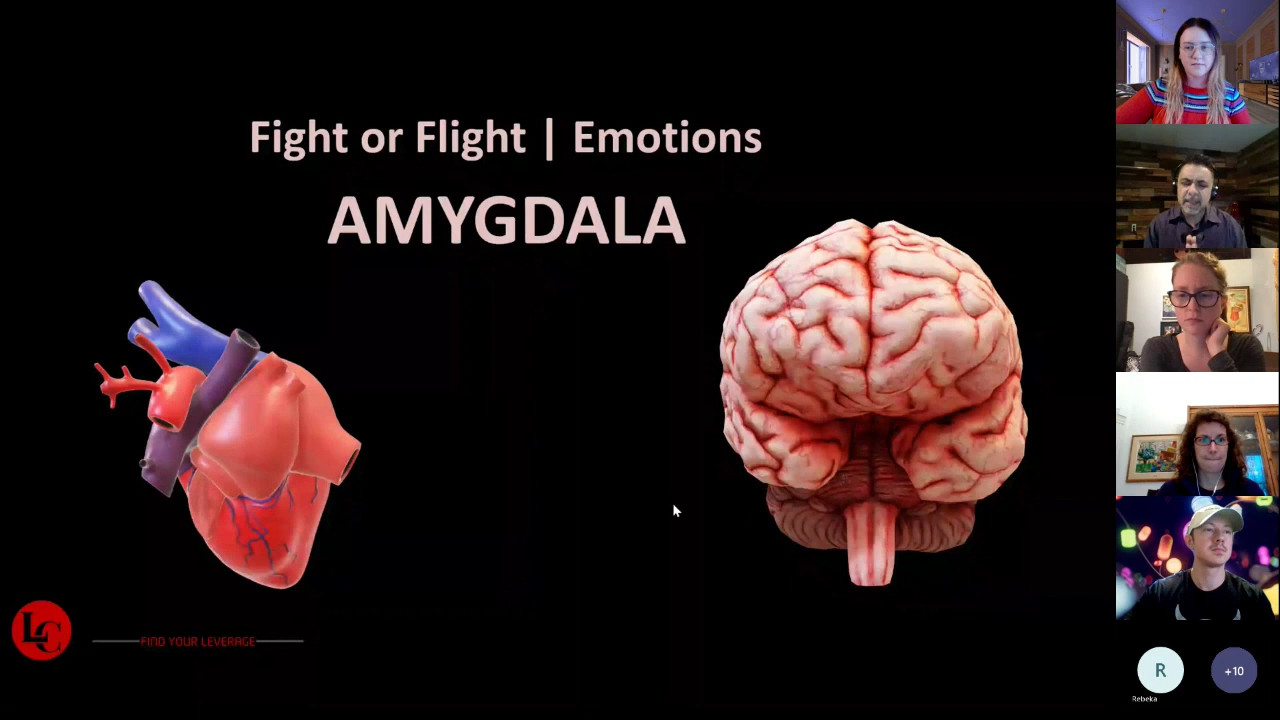 Fight or Flight | Emotions
AMYGDALA
LC
FIND YOUR LEVERAGE
R
+10
Rebeka